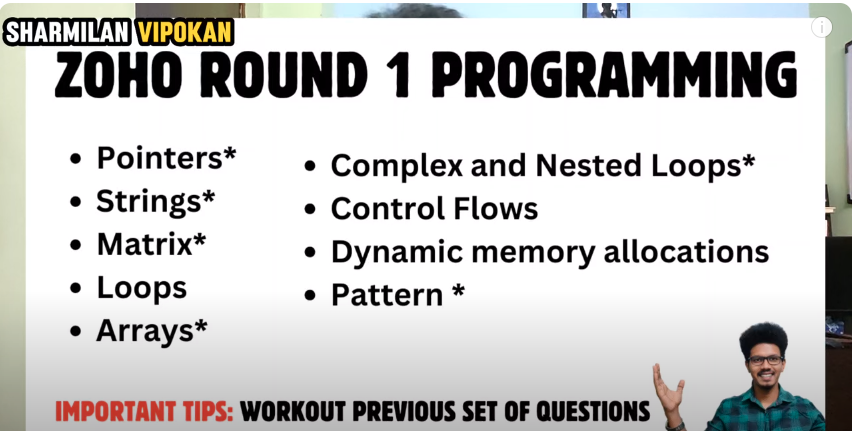 SHARMILAN VIPOKAN
ZOHO ROUND 1 PROGRAMMING
• Pointers*
• Strings*
• Matrix*
• Loops
• Arrays*
• Complex and Nested Loops*
• Control Flows
• Dynamic memory allocations
• Pattern *
IMPORTANT TIPS: WORKOUT PREVIOUS SET OF QUESTIONS